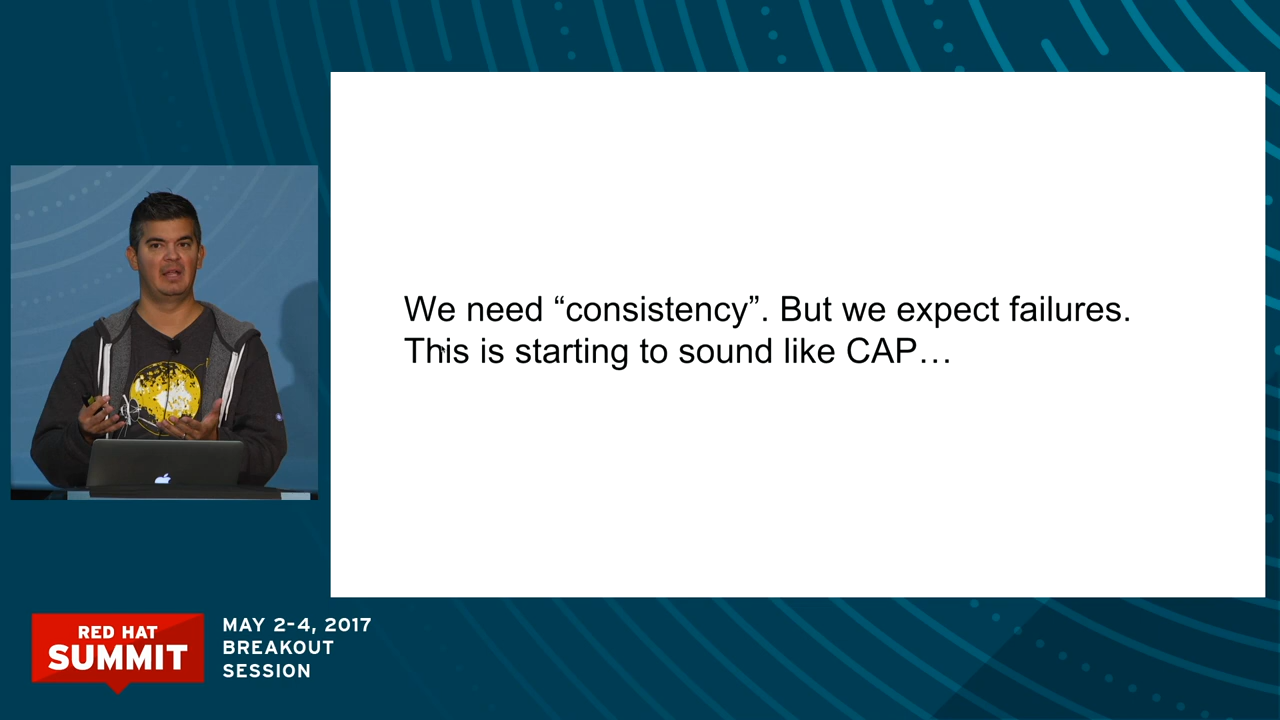 We need “consistency”. But we expect failures.
This is starting to sound like CAP…
RED HAT
SUMMIT
MAY 2-4, 2017
BREAKOUT
SESSION